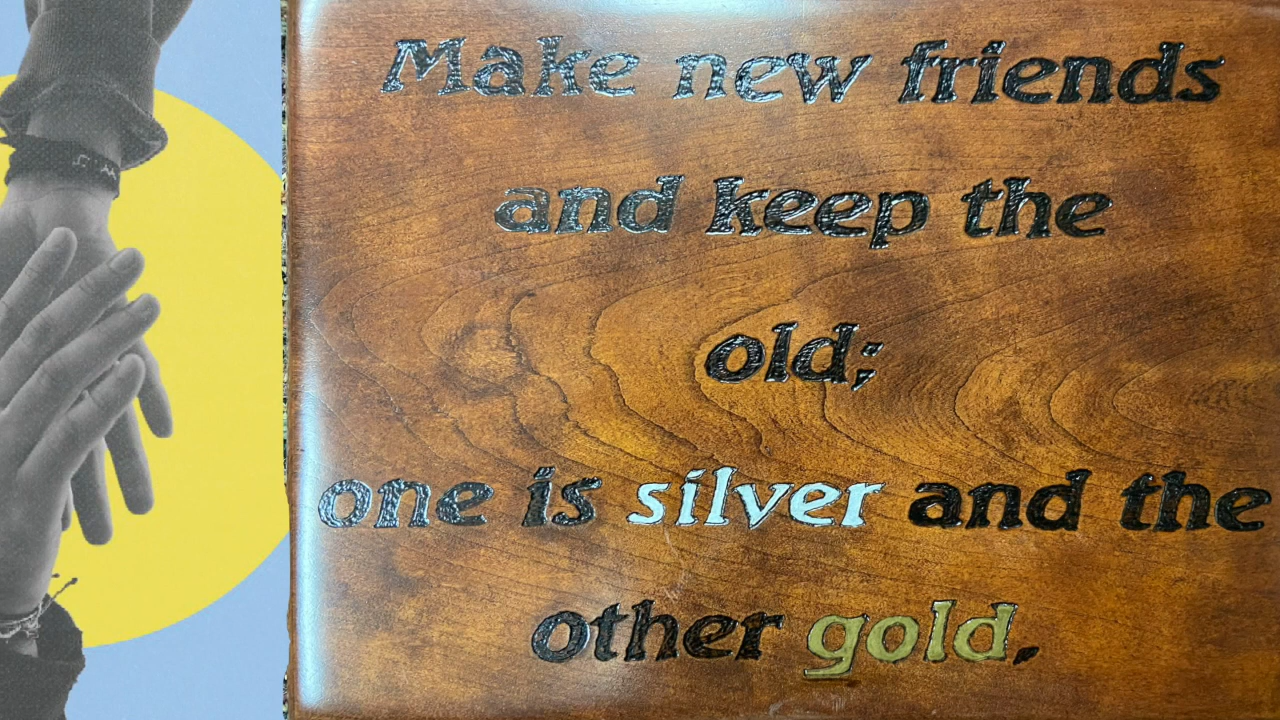 Make new friends
and keep the
old;
one is silver and the
other gold.